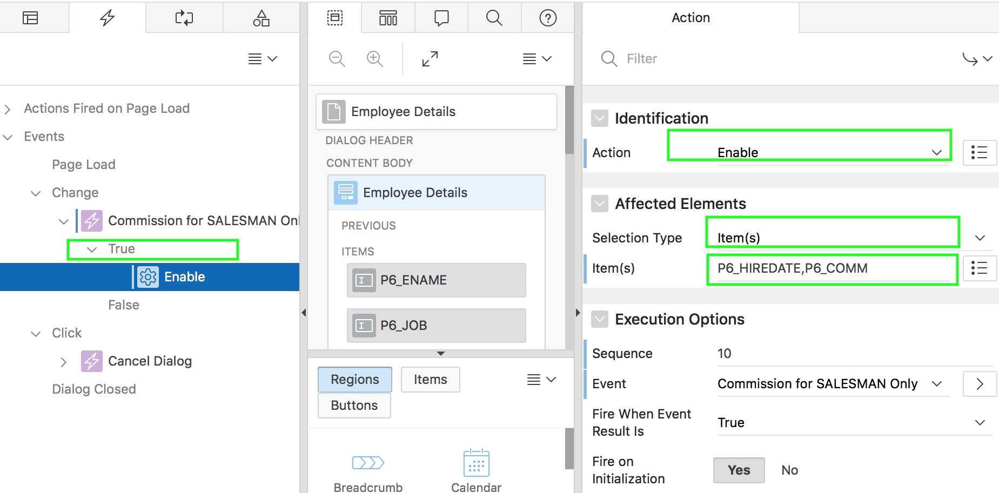 Actions Fired on Page Load
Events
Page Load
Change
Commission for SALESMAN Onl
True
Enable
False
Click
Cancel Dialog
Dialog Closed
Employee Details
DIALOG HEADER
CONTENT BODY
Employee Details
PREVIOUS
ITEMS
P6_ENAME
P6_JOB
Regions
Items
Buttons
Breadcrumb
Calendar
Action
Filter
Identification
Action
Enable
Affected Elements
Selection Type
Item(s)
Item(s)
P6_HIREDATE,P6_COMM
Execution Options
Sequence
10
Event
Commission for SALESMAN Only
Fire When Event
Result Is
True
Fire on
Initialization
Yes
No